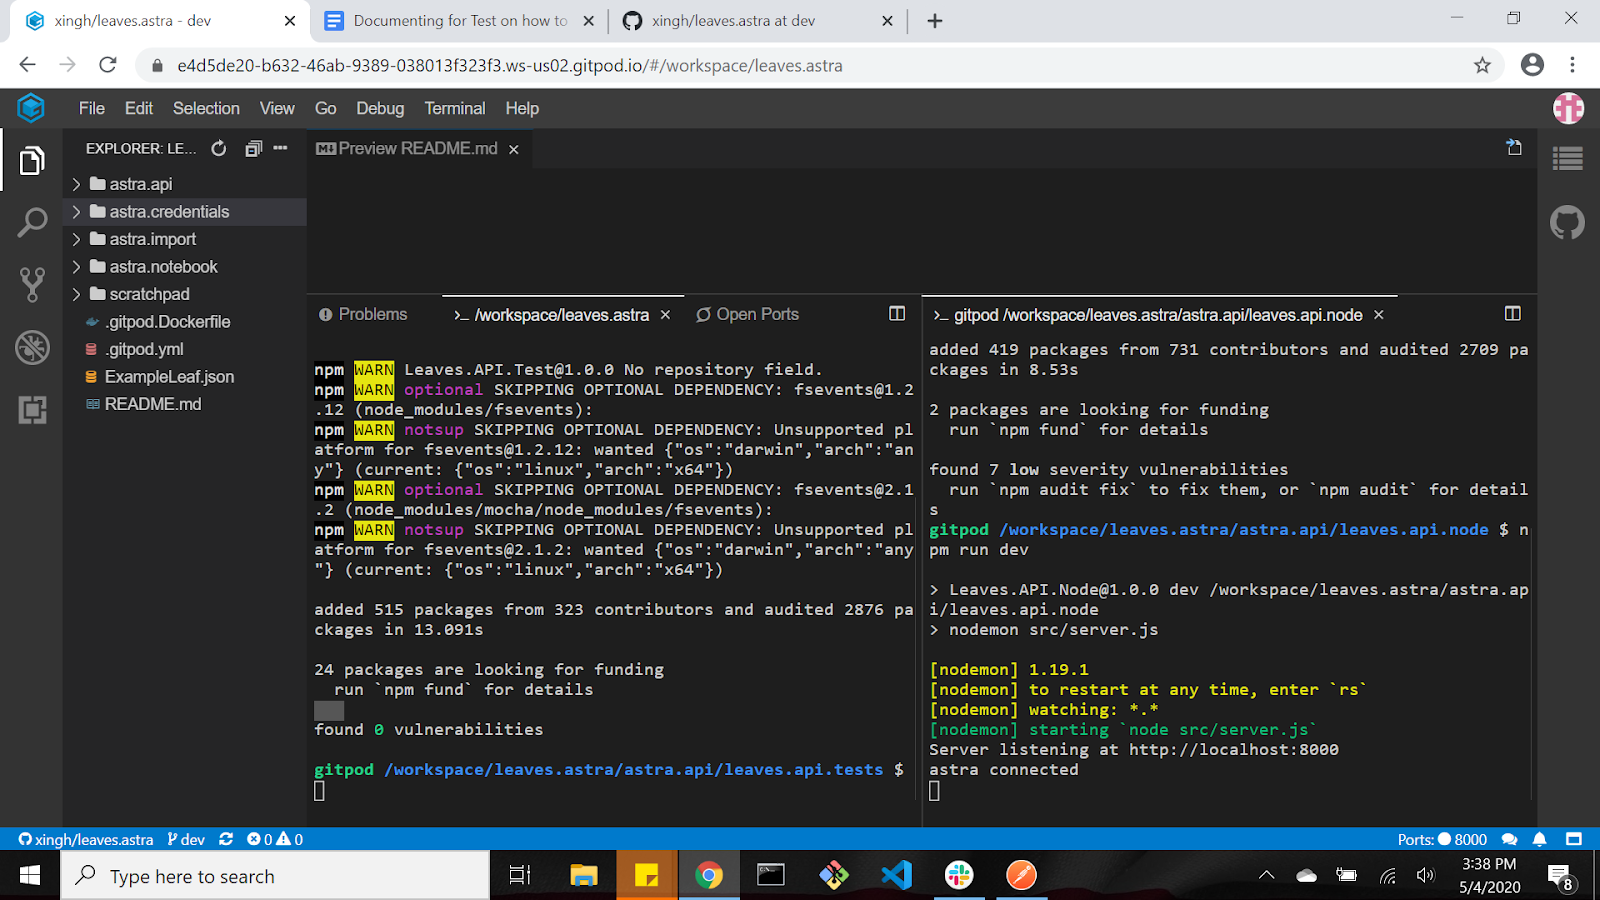 xingh/leaves.astra - dev
Documenting for Test on how to
xingh/leaves.astra at dev
e4d5de20-b632-46ab-9389-038013f323f3.ws-us02.gitpod.io/#/workspace/leaves.astra
File Edit Selection View Go Debug Terminal Help
EXPLORER: LE...
Preview README.md
astra.api
astra.credentials
astra.import
astra.notebook
scratchpad
.gitpod.Dockerfile
.gitpod.yml
ExampleLeaf.json
README.md
Problems
>_ /workspace/leaves.astra
Open Ports
npm WARN Leaves.API.Test@1.0.0 No repository field.
npm WARN optional SKIPPING OPTIONAL DEPENDENCY: fsevents@1.2
.12 (node_modules/fsevents):
npm WARN notsup SKIPPING OPTIONAL DEPENDENCY: Unsupported pl
atform for fsevents@1.2.12: wanted {"os":"darwin","arch":"an
y"} (current: {"os":"linux","arch":"x64"})
npm WARN optional SKIPPING OPTIONAL DEPENDENCY: fsevents@2.1
.2 (node_modules/mocha/node_modules/fsevents):
npm WARN notsup SKIPPING OPTIONAL DEPENDENCY: Unsupported pl
atform for fsevents@2.1.2: wanted {"os":"darwin","arch":"any
"} (current: {"os":"linux","arch":"x64"})
added 515 packages from 323 contributors and audited 2876 pa
ckages in 13.091s
24 packages are looking for funding
run `npm fund` for details
found 0 vulnerabilities
gitpod /workspace/leaves.astra/astra.api/leaves.api.tests $
>_ gitpod /workspace/leaves.astra/astra.api/leaves.api.node
added 419 packages from 731 contributors and audited 2709 pa
ckages in 8.53s
2 packages are looking for funding
run `npm fund` for details
found 7 low severity vulnerabilities
run `npm audit fix` to fix them, or `npm audit` for detail
s
gitpod /workspace/leaves.astra/astra.api/leaves.api.node $ n
pm run dev
> Leaves.API.Node@1.0.0 dev /workspace/leaves.astra/astra.ap
i/leaves.api.node
> nodemon src/server.js
[nodemon] 1.19.1
[nodemon] to restart at any time, enter `rs`
[nodemon] watching: *.*
[nodemon] starting `node src/server.js`
Server listening at http://localhost:8000
astra connected
xingh/leaves.astra dev 0 0
Ports: 8000
Type here to search
3:38 PM
5/4/2020
8